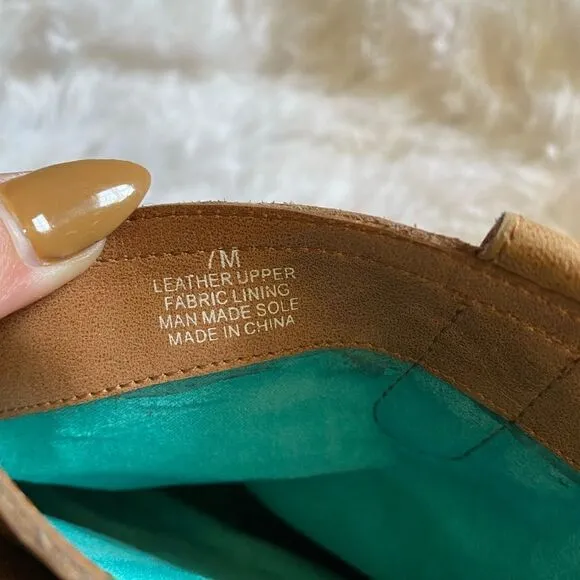 7M
LEATHER UPPER
FABRIC LINING
MAN MADE SOLE
MADE IN CHINA